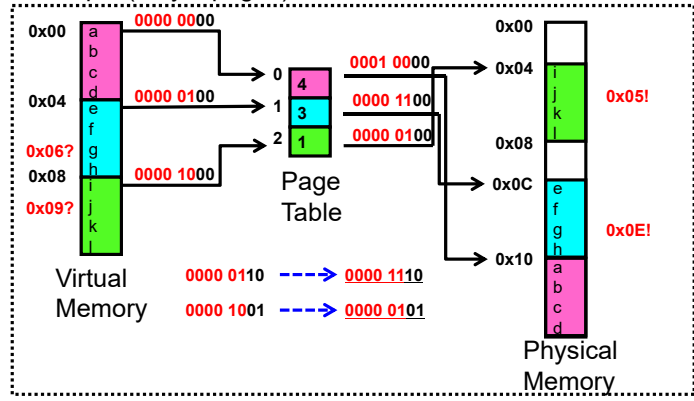 0x00
0x04
0x06?
0x08
0x09?
a
b
c
d
e
f
g
h
i
j
k
l
Virtual
Memory
0000 0000
0000 0100
0000 1000
0
1
2
4
3
1
Page
Table
0001 0000
0000 1100
0000 0100
0000 0110
0000 1110
0000 1001
0000 0101
0x00
0x04
0x08
0x0C
0x10
i
j
k
l
e
f
g
h
a
b
c
d
0x05!
0x0E!
Physical
Memory